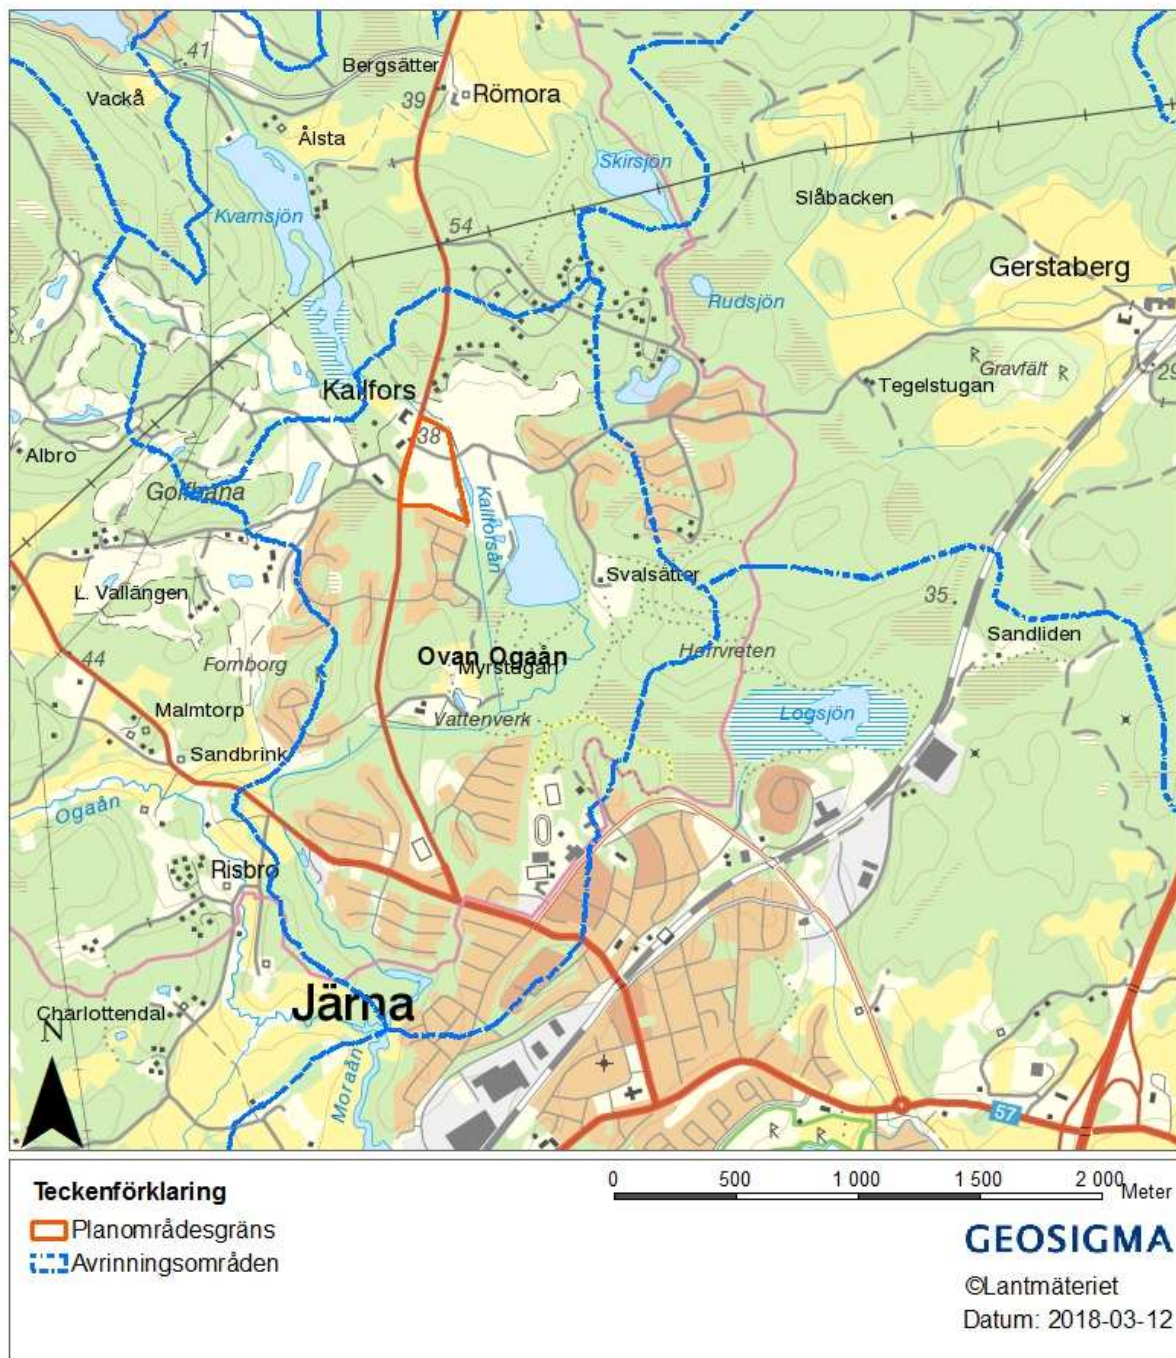 41
Bergsätter
Vackå
39
Römora
Ålsta
Skirsjön
Slåbacken
Kvarnsjön
54
Gerstaberg
Rudsjön
Gravfält
R
R
29
Kallfors
Tegelstugan
38
Albro
Golfbana
Kallforsån
Svalsätter
L. Vallängen
35
Sandliden
Ovan Ogaån
Herrvreten
44
Fornborg
R
Myrstugan
Malmtorp
Vattenverk
Logsjön
Sandbrink
Ogaån
Risbro
Järna
Charlottendal
N
Moraån
57
R
R
Teckenförklaring
Planområdesgräns
Avrinningsområden
0 500 1 000 1 500 2 000 Meter
GEOSIGMA
©Lantmäteriet
Datum: 2018-03-12